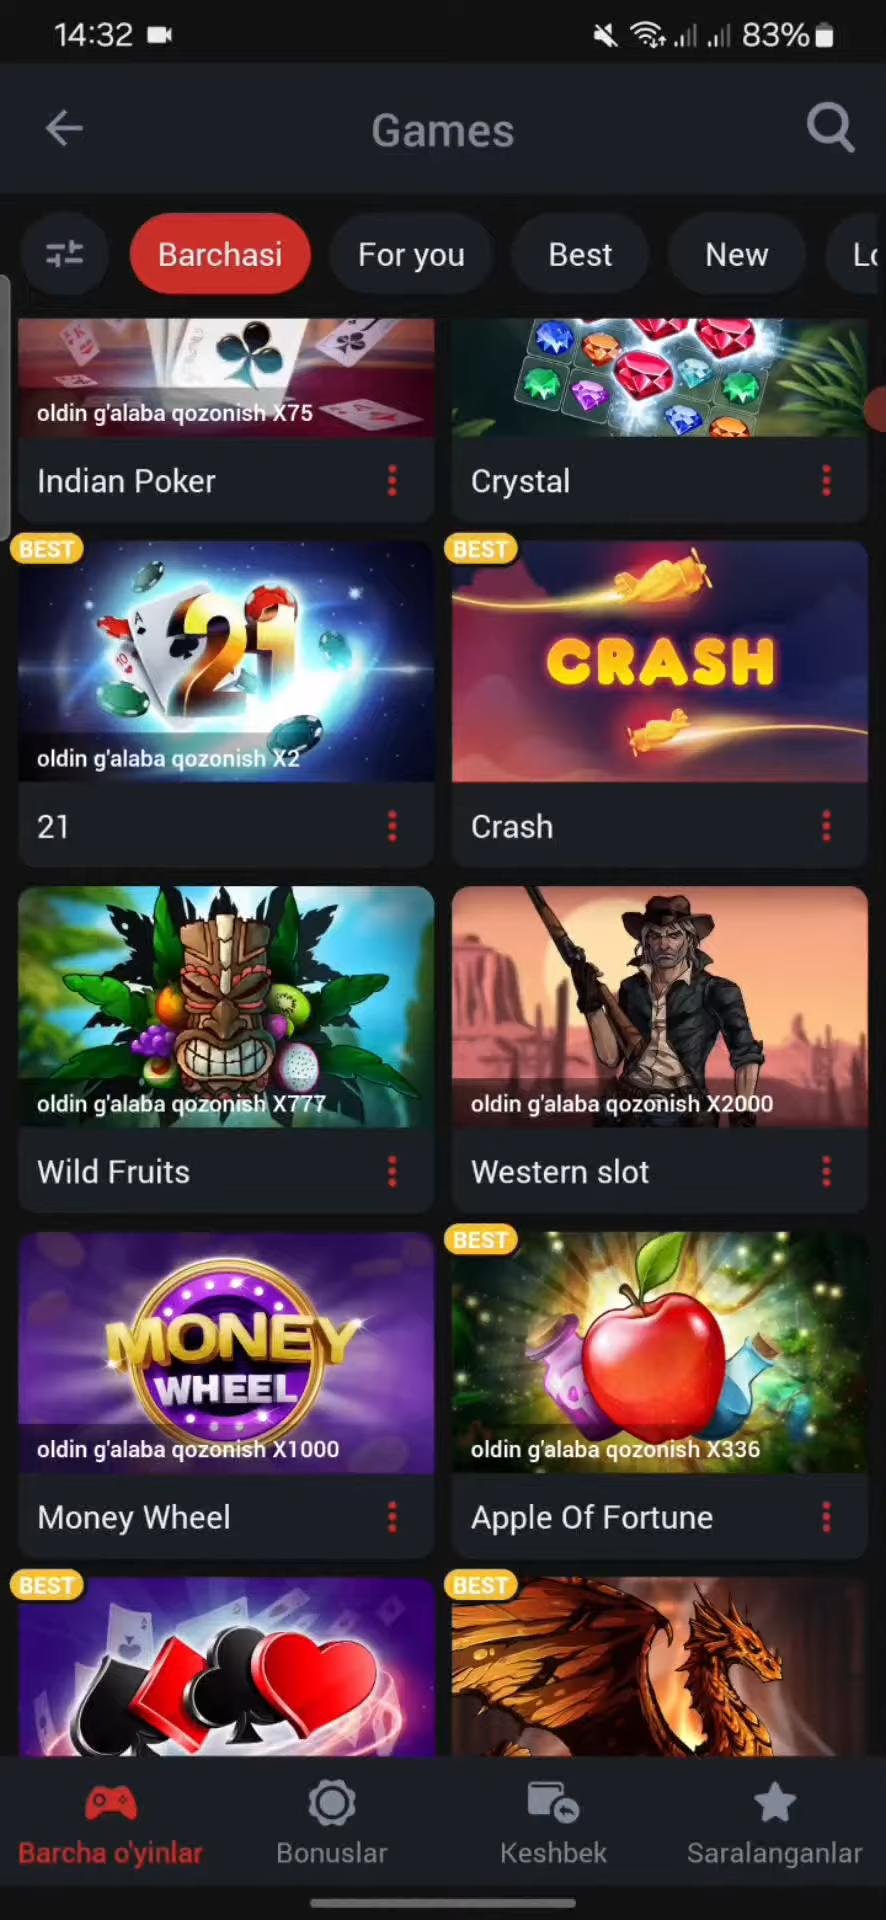 14:32
83%
Games
Barchasi
For you
Best
New
oldin g'alaba qozonish X75
Indian Poker
Crystal
BEST
BEST
21
CRASH
oldin g'alaba qozonish X2
21
Crash
oldin g'alaba qozonish X777
oldin g'alaba qozonish X2000
Wild Fruits
Western slot
BEST
MONEY
WHEEL
oldin g'alaba qozonish X1000
oldin g'alaba qozonish X336
Money Wheel
Apple Of Fortune
BEST
BEST
Barcha o'yinlar
Bonuslar
Keshbek
Saralanganlar